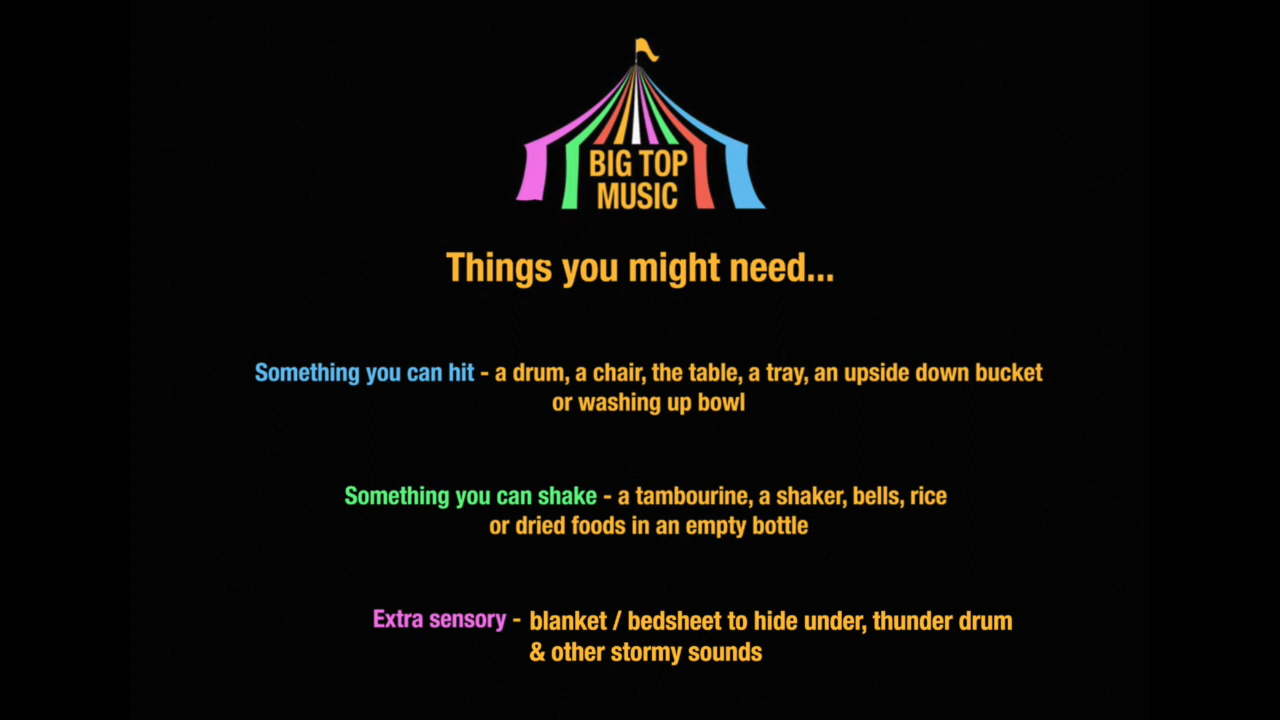 BIG TOP
MUSIC
Things you might need...
Something you can hit - a drum, a chair, the table, a tray, an upside down bucket
or washing up bowl
Something you can shake - a tambourine, a shaker, bells, rice
or dried foods in an empty bottle
Extra sensory - blanket / bedsheet to hide under, thunder drum
& other stormy sounds